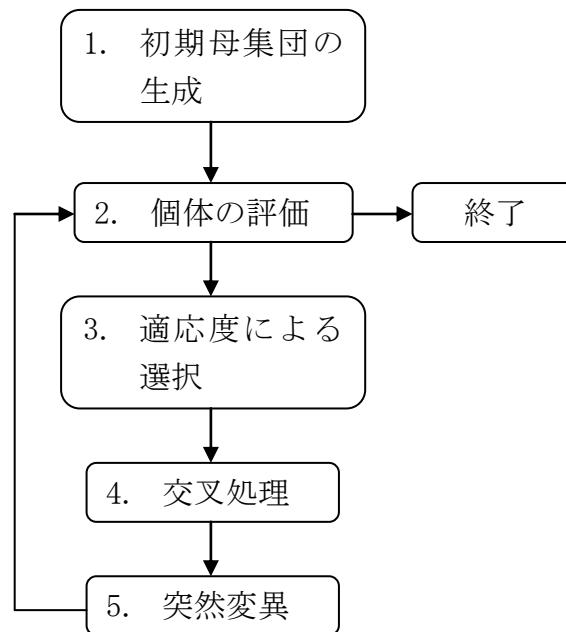 1. 初期母集団の
生成
2. 個体の評価
終了
3. 適応度による
選択
4. 交叉処理
5. 突然変異